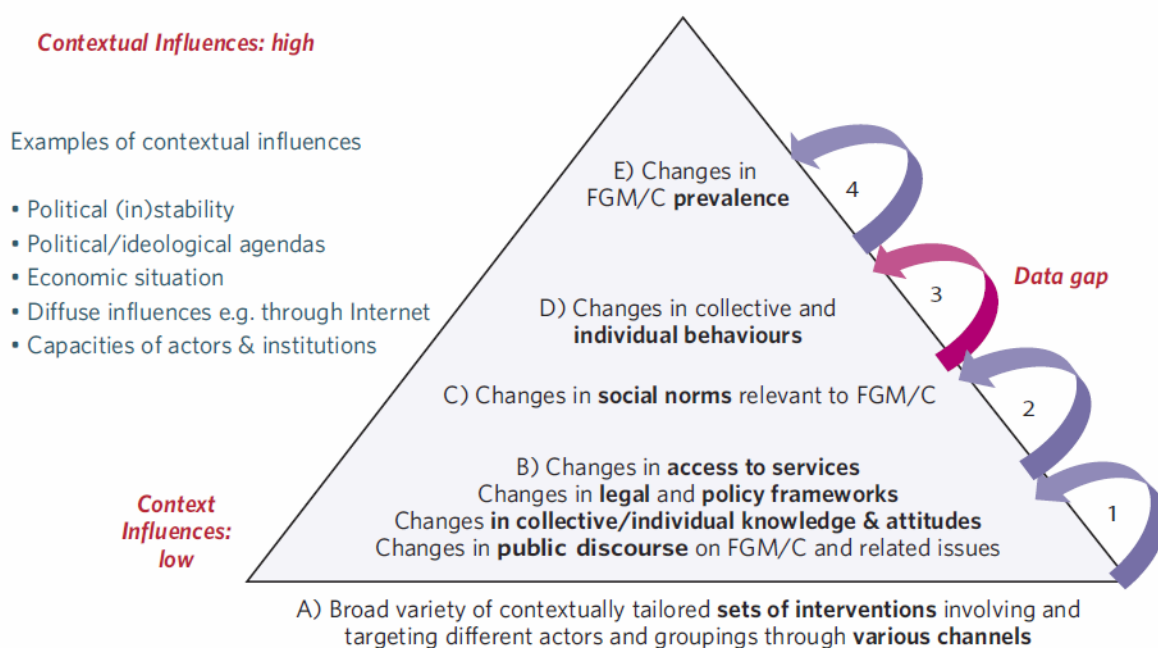 Contextual Influences: high
Examples of contextual influences
• Political (in)stability
• Political/ideological agendas
• Economic situation
• Diffuse influences e.g. through Internet
• Capacities of actors & institutions
Context
Influences:
low
E) Changes in
FGM/C prevalence
D) Changes in collective and
individual behaviours
C) Changes in social norms relevant to FGM/C
B) Changes in access to services
Changes in legal and policy frameworks
Changes in collective/individual knowledge & attitudes
Changes in public discourse on FGM/C and related issues
A) Broad variety of contextually tailored sets of interventions involving and
targeting different actors and groupings through various channels
4
3
Data gap
2
1